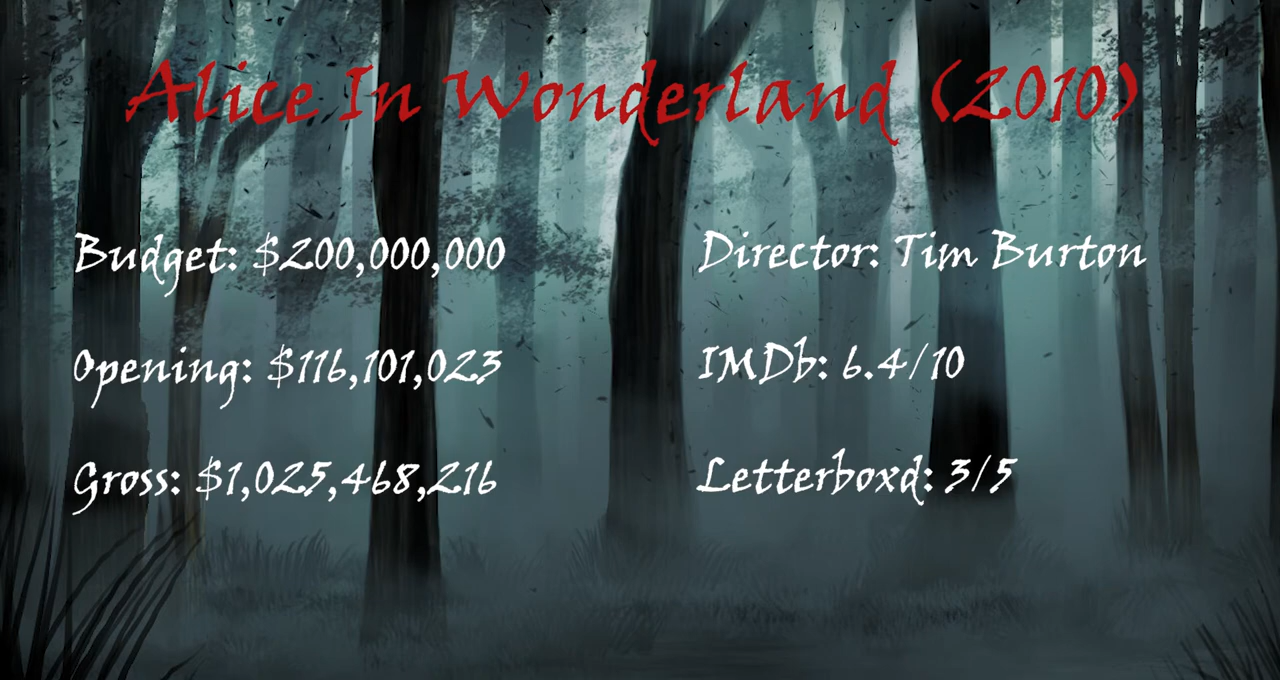 Alice In Wonderland (2010)
Budget: $200,000,000
Opening: $116,101,023
Gross: $1,025,468,216
Director: Tim Burton
IMDb: 6.4/10
Letterboxd: 3/5